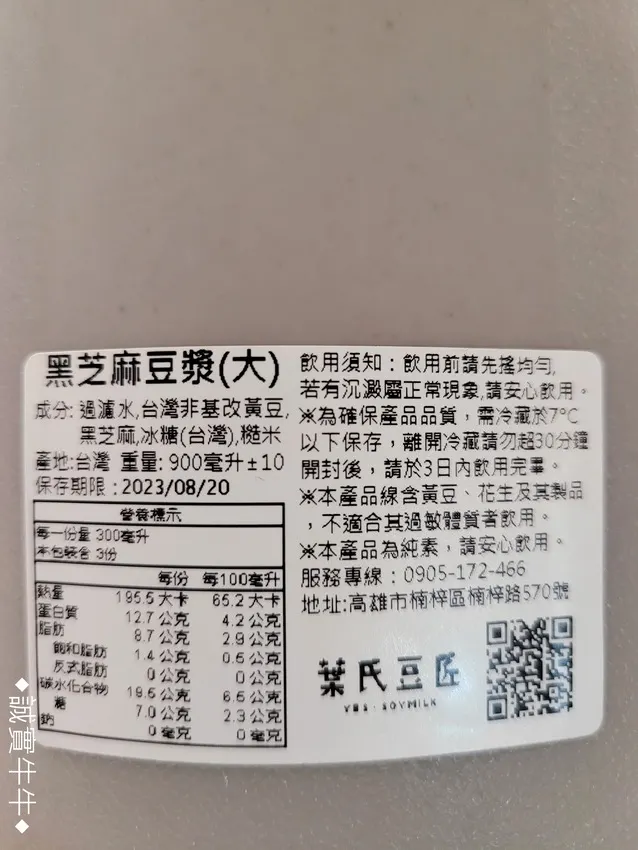 黑芝麻豆漿(大)
成分: 過濾水,台灣非基改黃豆,
黑芝麻,冰糖(台灣),糙米
產地:台灣 重量: 900毫升±10
保存期限 : 2023/08/20
營養標示
每一份量 300毫升
本包裝含 3份
每份 每100毫升
熱量 195.5 大卡 65.2 大卡
蛋白質 12.7 公克 4.2 公克
脂肪 8.7 公克 2.9 公克
飽和脂肪 1.4 公克 0.5 公克
反式脂肪 0 公克 0 公克
碳水化合物 19.5 公克 6.5 公克
糖 7.0 公克 2.3 公克
鈉 0 毫克 0 毫克
飲用須知：飲用前請先搖均勻,
若有沉澱屬正常現象,請安心飲用。
※為確保產品品質，需冷藏於7°C
以下保存，離開冷藏請勿超30分鐘
開封後，請於3日內飲用完畢。
※本產品線含黃豆、花生及其製品
，不適合其過敏體質者飲用。
※本產品為純素，請安心飲用。
服務專線：0905-172-466
地址:高雄市楠梓區楠梓路570號
葉氏豆匠
YES·SOYMILK
◆誠實牛牛◆